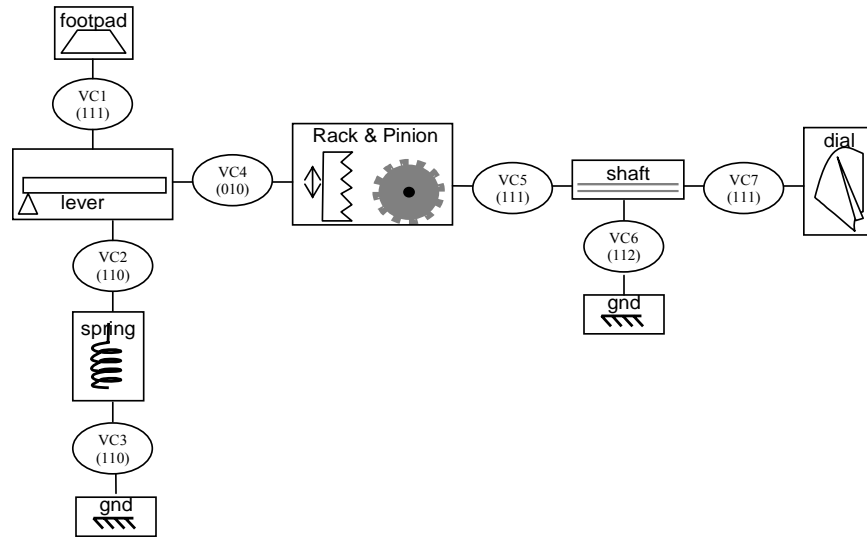 footpad
VC1
(111)
lever
VC4
(010)
Rack & Pinion
VC5
(111)
shaft
VC7
(111)
dial
VC2
(110)
VC6
(112)
gnd
spring
VC3
(110)
gnd